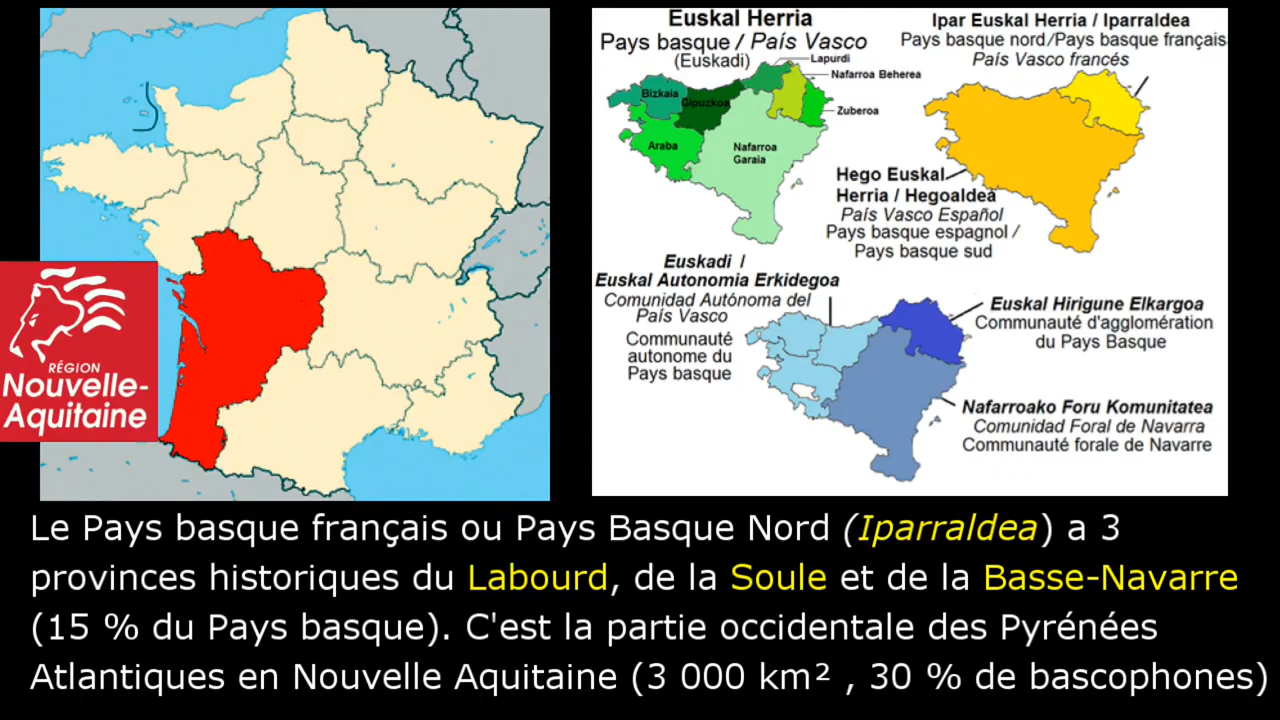 RÉGION
Nouvelle-
Aquitaine
Euskal Herria
Pays basque / País Vasco
(Euskadi)
Lapurdi
Nafarroa Beherea
Bizkaia
Gipuzkoa
Zuberoa
Araba
Nafarroa
Garaia
Ipar Euskal Herria / Iparraldea
Pays basque nord/Pays basque français
País Vasco francés
Hego Euskal
Herria / Hegoaldea
País Vasco Español
Pays basque espagnol /
Pays basque sud
Euskadi /
Euskal Autonomia Erkidegoa
Comunidad Autónoma del
País Vasco
Communauté
autonome du
Pays basque
Euskal Hirigune Elkargoa
Communauté d'agglomération
du Pays Basque
Nafarroako Foru Komunitatea
Comunidad Foral de Navarra
Communauté forale de Navarre
Le Pays basque français ou Pays Basque Nord (Iparraldea) a 3
provinces historiques du Labourd, de la Soule et de la Basse-Navarre
(15 % du Pays basque). C'est la partie occidentale des Pyrénées
Atlantiques en Nouvelle Aquitaine (3 000 km² , 30 % de bascophones)